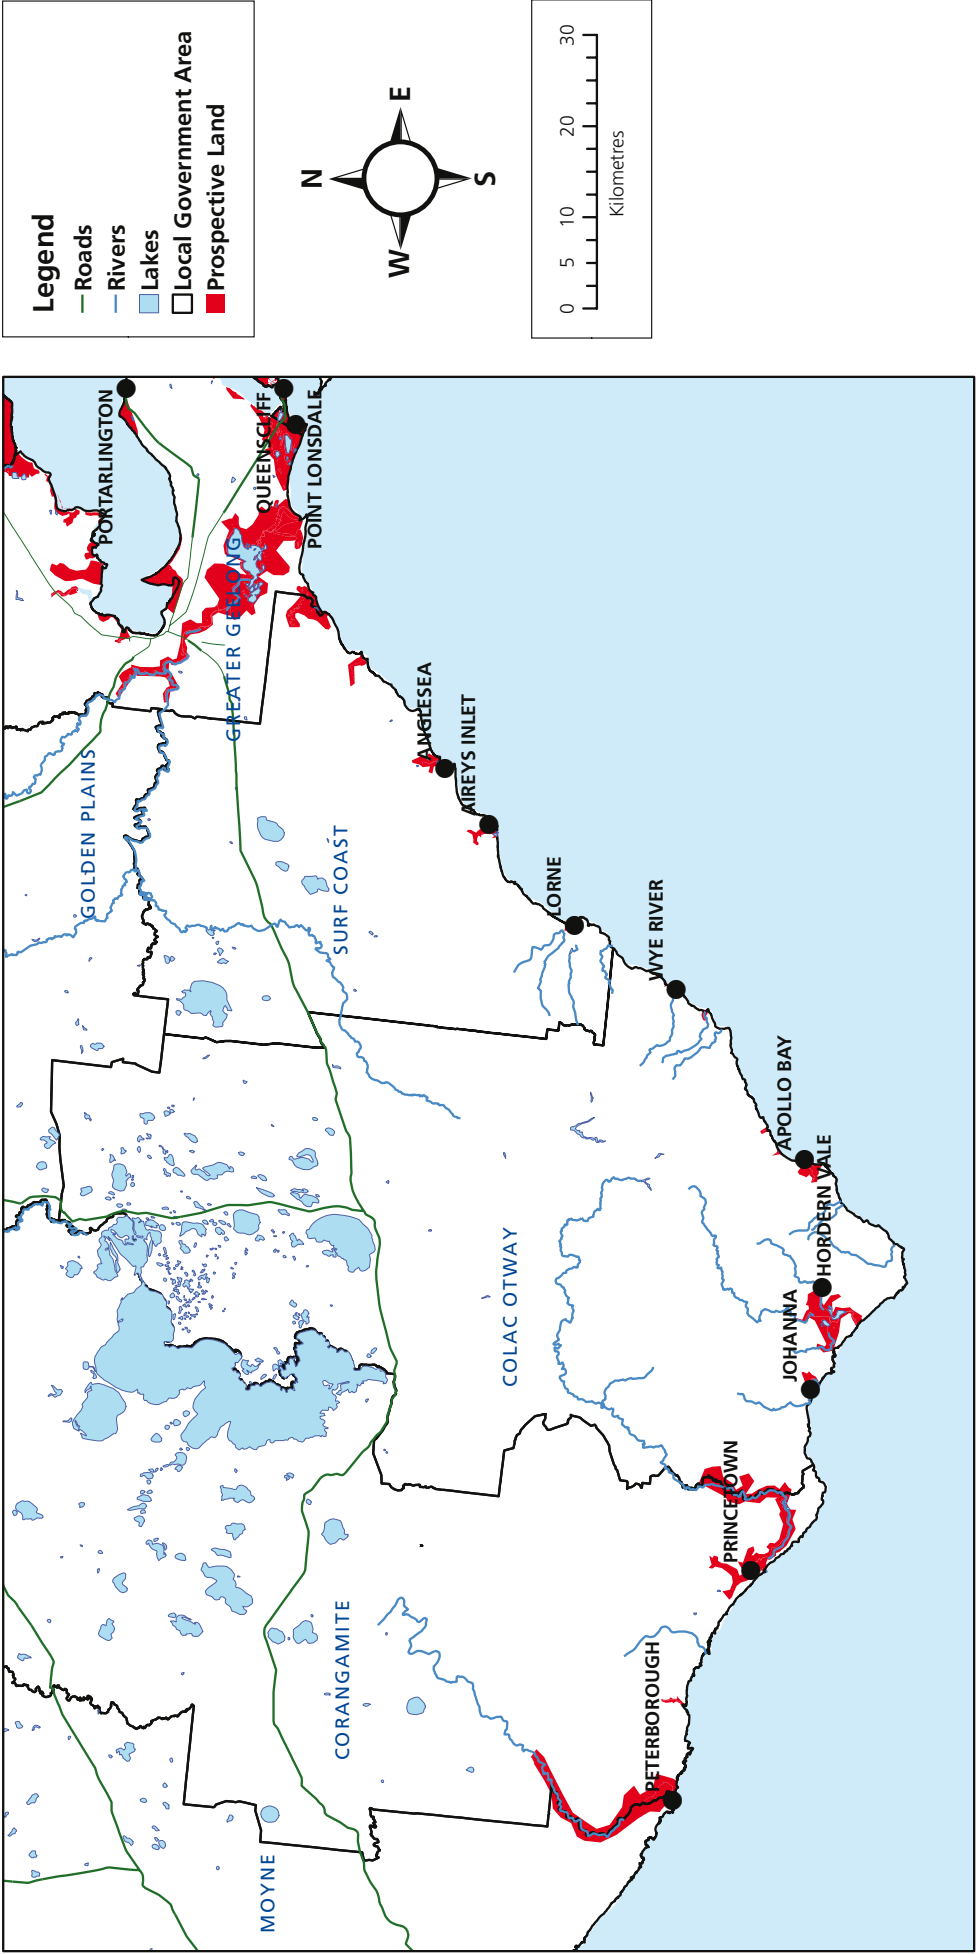 Legend
Roads
Rivers
Lakes
Local Government Area
Prospective Land
N
E
S
W
0
5
10
20
30
Kilometres
PORTARLINGTON
QUEENSCLIFF
POINT LONSDALE
GREATER GEELONG
GOLDEN PLAINS
ANGLESEA
AIREYS INLET
SURF COAST
LORNE
WYE RIVER
APOLLO BAY
HORDERN VALE
JOHANNA
COLAC OTWAY
PRINCETOWN
CORANGAMITE
PETERBOROUGH
MOYNE